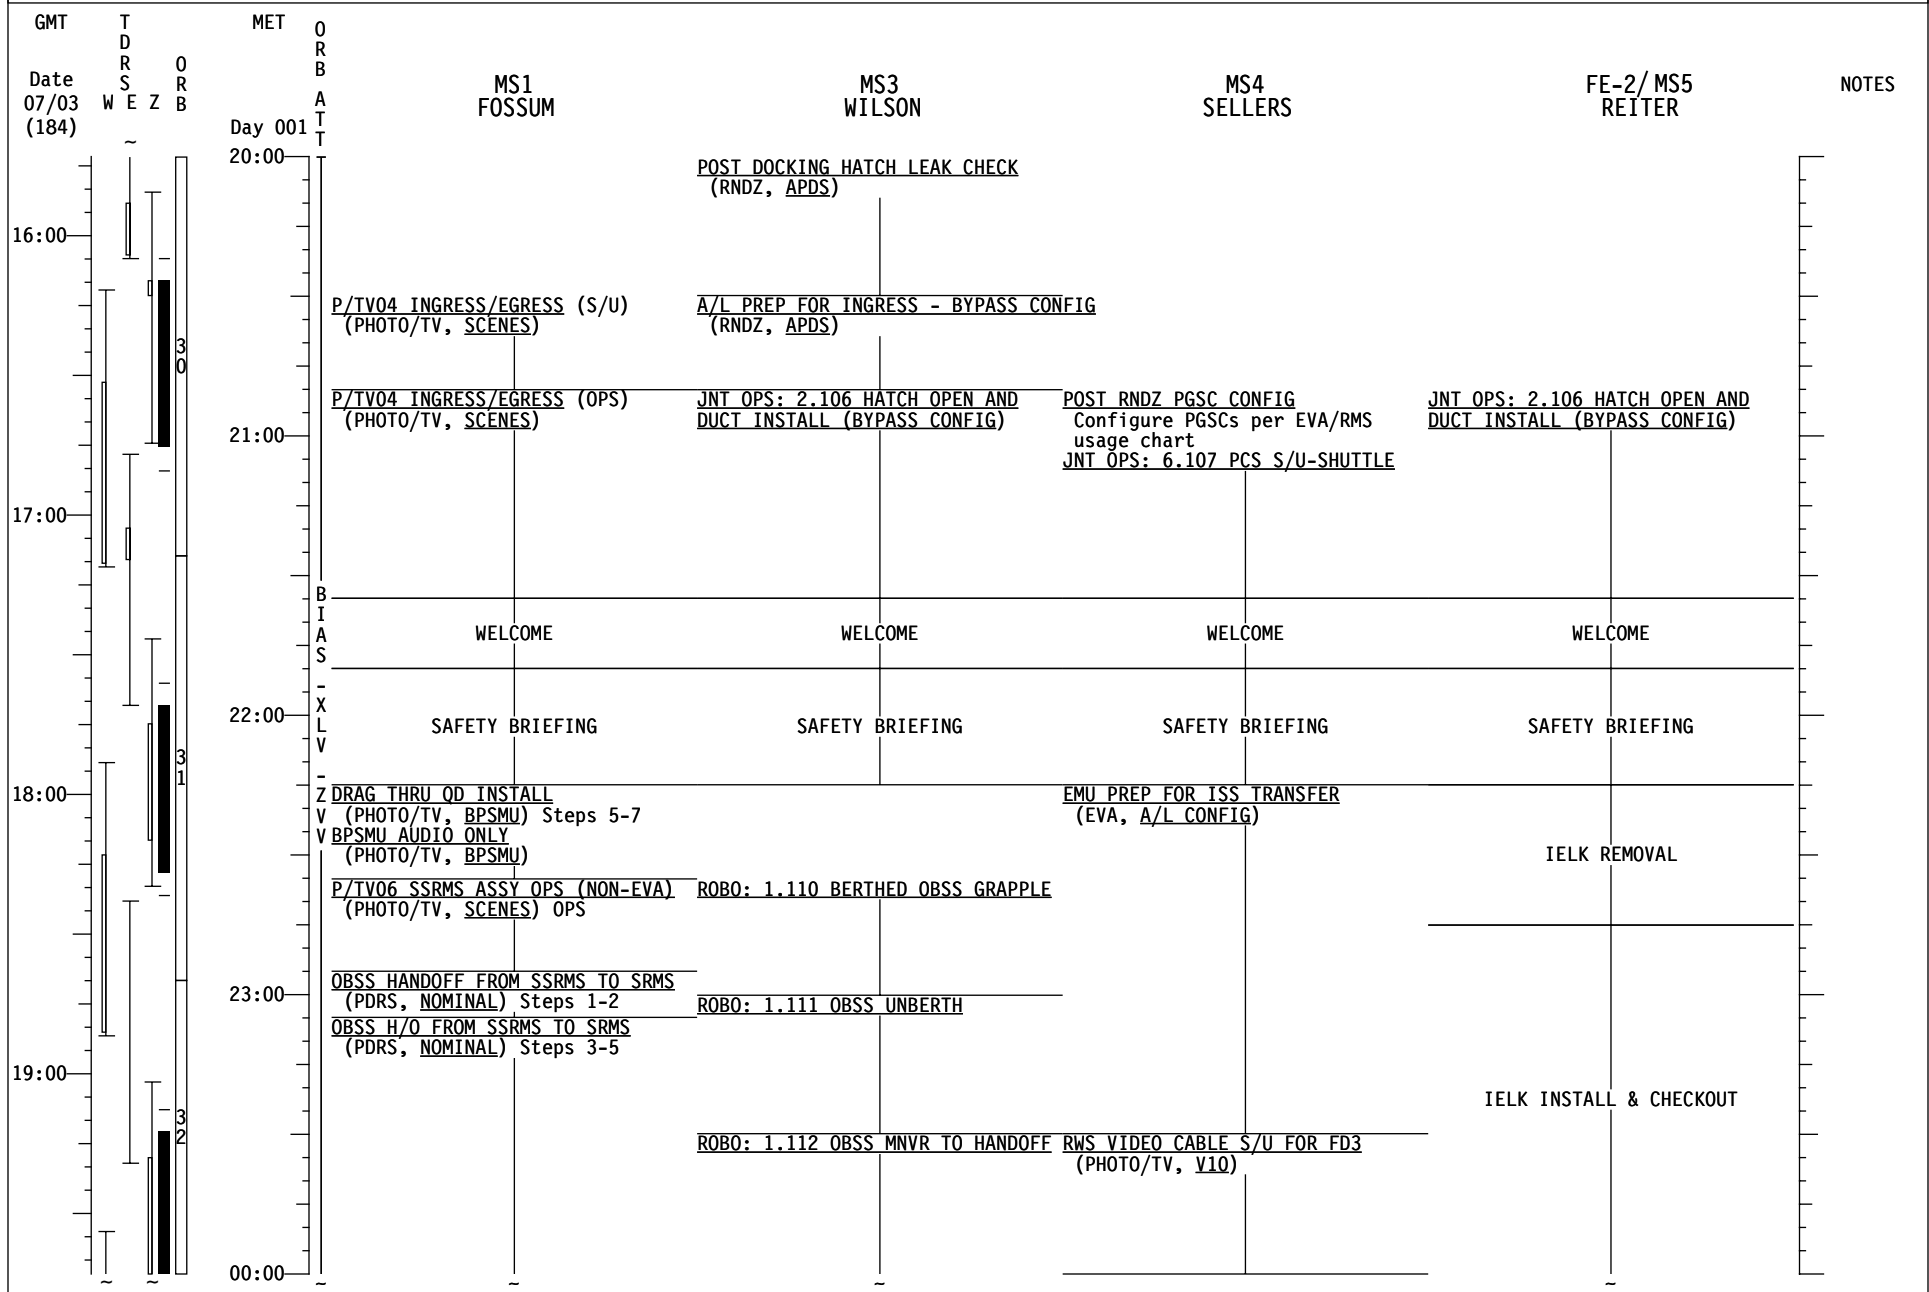 GMT
TDRS
MET
ORB ATT
ORB
Date
07/03
(184)
W E Z
Day 001
MS1
FOSSUM
MS3
WILSON
MS4
SELLERS
FE-2/MS5
REITER
NOTES
~
20:00
POST DOCKING HATCH LEAK CHECK
(RNDZ, APDS)
16:00
P/TV04 INGRESS/EGRESS (S/U)
(PHOTO/TV, SCENES)
A/L PREP FOR INGRESS - BYPASS CONFIG
(RNDZ, APDS)
30
P/TV04 INGRESS/EGRESS (OPS)
(PHOTO/TV, SCENES)
JNT OPS: 2.106 HATCH OPEN AND
DUCT INSTALL (BYPASS CONFIG)
POST RNDZ PGSC CONFIG
Configure PGSCs per EVA/RMS
usage chart
JNT OPS: 6.107 PCS S/U-SHUTTLE
JNT OPS: 2.106 HATCH OPEN AND
DUCT INSTALL (BYPASS CONFIG)
21:00
17:00
BIAS -XLV -ZVV
WELCOME
WELCOME
WELCOME
WELCOME
22:00
SAFETY BRIEFING
SAFETY BRIEFING
SAFETY BRIEFING
SAFETY BRIEFING
31
18:00
DRAG THRU QD INSTALL
(PHOTO/TV, BPSMU) Steps 5-7
BPSMU AUDIO ONLY
(PHOTO/TV, BPSMU)
EMU PREP FOR ISS TRANSFER
(EVA, A/L CONFIG)
IELK REMOVAL
P/TV06 SSRMS ASSY OPS (NON-EVA)
(PHOTO/TV, SCENES) OPS
ROBO: 1.110 BERTHED OBSS GRAPPLE
23:00
OBSS HANDOFF FROM SSRMS TO SRMS
(PDRS, NOMINAL) Steps 1-2
ROBO: 1.111 OBSS UNBERTH
OBSS H/O FROM SSRMS TO SRMS
(PDRS, NOMINAL) Steps 3-5
19:00
IELK INSTALL & CHECKOUT
32
ROBO: 1.112 OBSS MNVR TO HANDOFF
RWS VIDEO CABLE S/U FOR FD3
(PHOTO/TV, V10)
00:00
~ ~ ~ ~ ~ ~